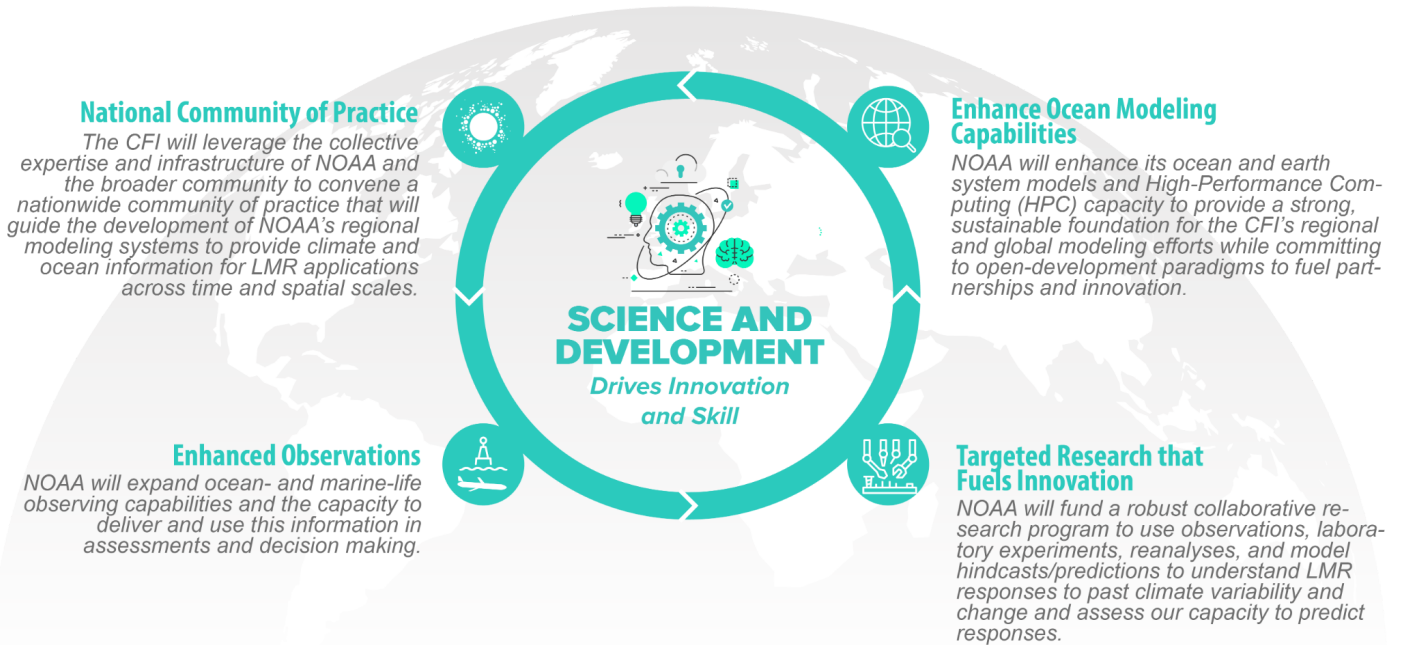 National Community of Practice
The CFI will leverage the collective
expertise and infrastructure of NOAA and
the broader community to convene a
nationwide community of practice that will
guide the development of NOAA’s regional
modeling systems to provide climate and
ocean information for LMR applications
across time and spatial scales.
Enhance Ocean Modeling
Capabilities
NOAA will enhance its ocean and earth
system models and High-Performance Com-
puting (HPC) capacity to provide a strong,
sustainable foundation for the CFI’s regional
and global modeling efforts while committing
to open-development paradigms to fuel part-
nerships and innovation.
SCIENCE AND
DEVELOPMENT
Drives Innovation
and Skill
Enhanced Observations
NOAA will expand ocean- and marine-life
observing capabilities and the capacity to
deliver and use this information in
assessments and decision making.
Targeted Research that
Fuels Innovation
NOAA will fund a robust collaborative re-
search program to use observations, labora-
tory experiments, reanalyses, and model
hindcasts/predictions to understand LMR
responses to past climate variability and
change and assess our capacity to predict
responses.